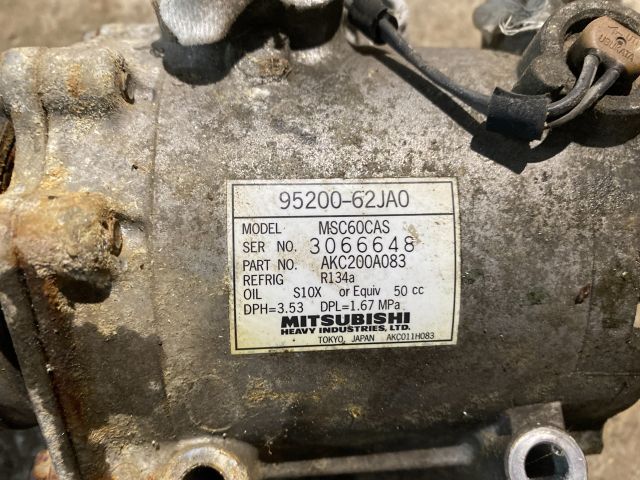 UBUKATA
95200-62JA0
MODEL MSC60CAS
SER NO. 3066648
PART NO. AKC200A083
REFRIG R134a
OIL S10X or Equiv 50 cc
DPH=3.53 DPL=1.67 MPa
MITSUBISHI
HEAVY INDUSTRIES, LTD.
TOKYO, JAPAN AKC011H083